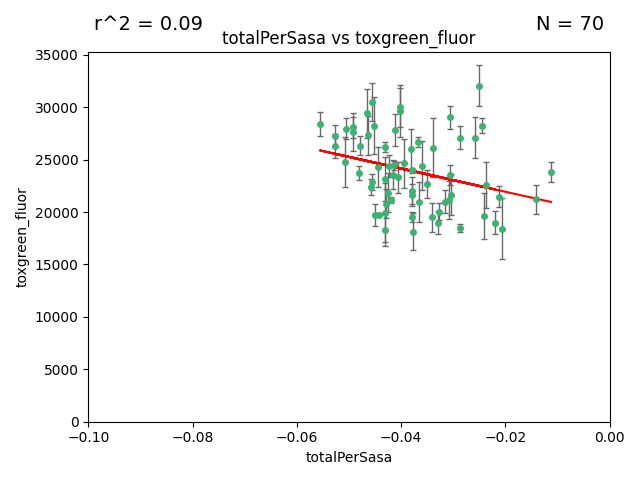 r^2 = 0.09
N = 70
totalPerSasa vs toxgreen_fluor
35000
30000
25000
20000
15000
10000
5000
0
toxgreen_fluor
−0.10
−0.08
−0.06
−0.04
−0.02
0.00
totalPerSasa